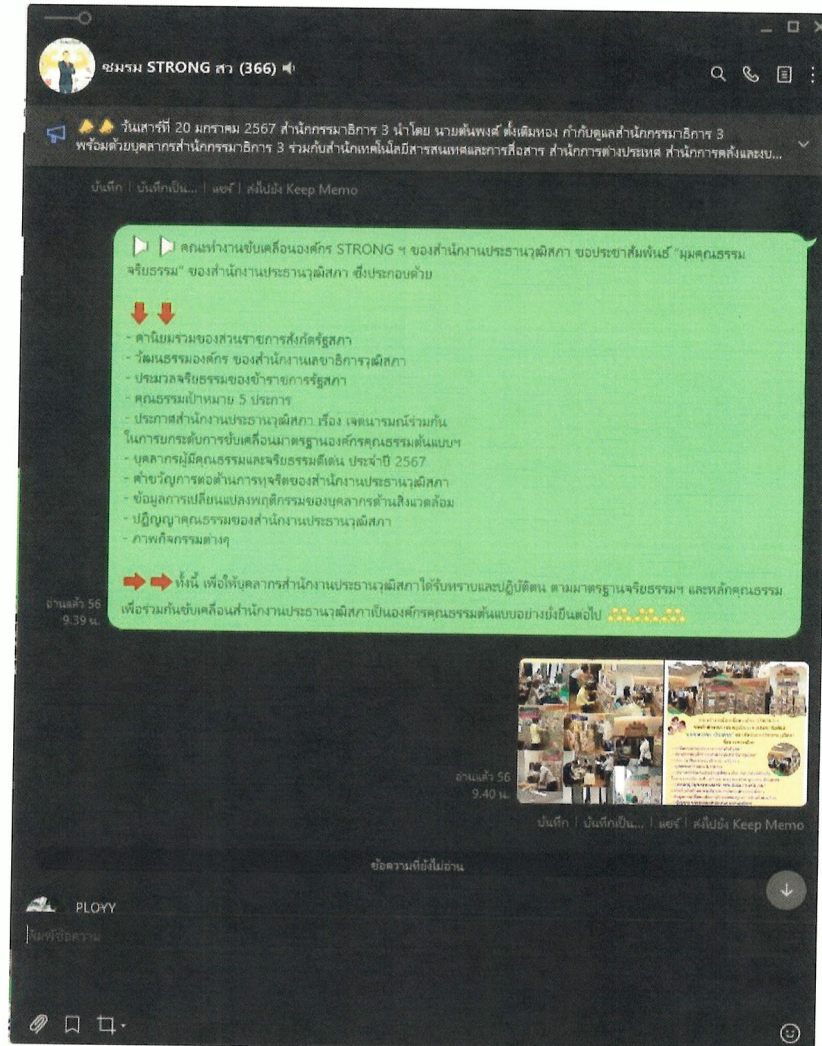 ชมรม STRONG สว (366)
วันเสาร์ที่ 20 มกราคม 2567 สำนักกรรมาธิการ 3 นำโดย นายต้นพงศ์ ตั้งเติมทอง กำกับดูแลสำนักกรรมาธิการ 3
พร้อมด้วยบุคลากรสำนักกรรมาธิการ 3 ร่วมกับสำนักเทคโนโลยีสารสนเทศและการสื่อสาร สำนักการต่างประเทศ สำนักการคลังและงบ...
บันทึก | บันทึกเป็น... | แชร์ | ส่งไปยัง Keep Memo
คณะทำงานขับเคลื่อนองค์กร STRONG ฯ ของสำนักงานประธานวุฒิสภา ขอประชาสัมพันธ์ "มุมคุณธรรม
จริยธรรม" ของสำนักงานประธานวุฒิสภา ซึ่งประกอบด้วย
- ค่านิยมร่วมของส่วนราชการสังกัดรัฐสภา
- วัฒนธรรมองค์กร ของสำนักงานเลขาธิการวุฒิสภา
- ประมวลจริยธรรมของข้าราชการรัฐสภา
- คุณธรรมเป้าหมาย 5 ประการ
- ประกาศสำนักงานประธานวุฒิสภา เรื่อง เจตนารมณ์ร่วมกัน
ในการยกระดับการขับเคลื่อนมาตรฐานองค์กรคุณธรรมต้นแบบฯ
- บุคลากรผู้มีคุณธรรมและจริยธรรมดีเด่น ประจำปี 2567
- คำขวัญการต่อต้านการทุจริตของสำนักงานประธานวุฒิสภา
- ข้อมูลการเปลี่ยนแปลงพฤติกรรมของบุคลากรด้านสิ่งแวดล้อม
- ปฏิญญาคุณธรรมของสำนักงานประธานวุฒิสภา
- ภาพกิจกรรมต่างๆ
ทั้งนี้ เพื่อให้บุคลากรสำนักงานประธานวุฒิสภาได้รับทราบและปฏิบัติตน ตามมาตรฐานจริยธรรมฯ และหลักคุณธรรม
เพื่อร่วมกันขับเคลื่อนสำนักงานประธานวุฒิสภาเป็นองค์กรคุณธรรมต้นแบบอย่างยั่งยืนต่อไป
อ่านแล้ว 56
9.39 น.
อ่านแล้ว 56
9.40 น.
บันทึก | บันทึกเป็น... | แชร์ | ส่งไปยัง Keep Memo
ข้อความที่ยังไม่อ่าน
PLOYY
พิมพ์ข้อความ